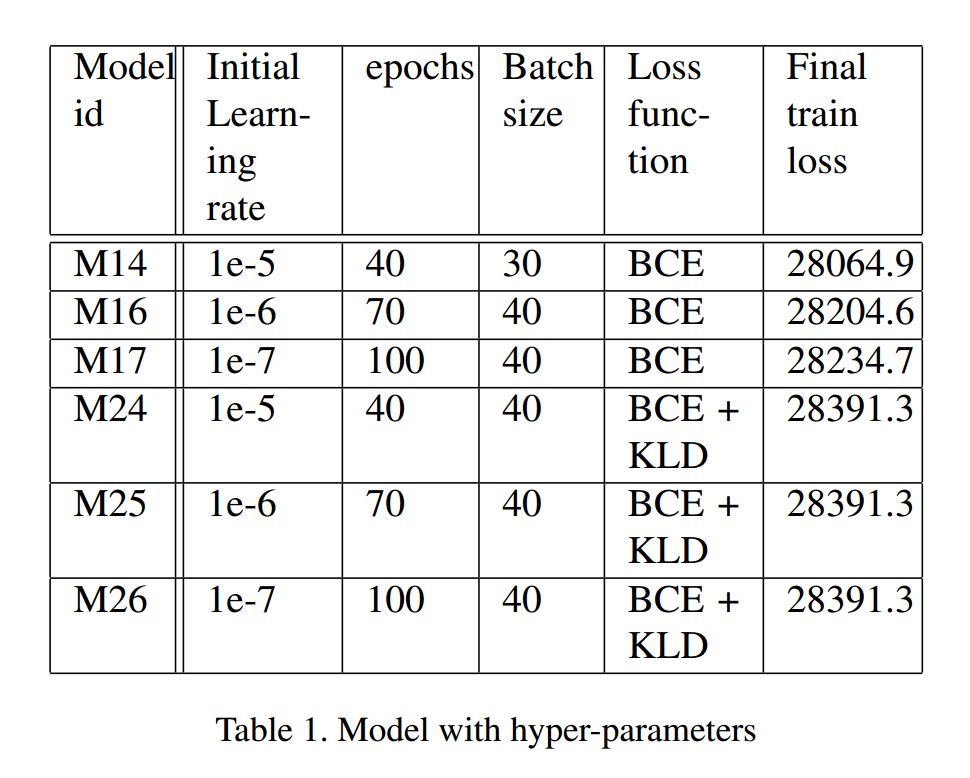 Model id | Initial Learn-ing rate | epochs | Batch size | Loss func-tion | Final train loss
M14 | 1e-5 | 40 | 30 | BCE | 28064.9
M16 | 1e-6 | 70 | 40 | BCE | 28204.6
M17 | 1e-7 | 100 | 40 | BCE | 28234.7
M24 | 1e-5 | 40 | 40 | BCE + KLD | 28391.3
M25 | 1e-6 | 70 | 40 | BCE + KLD | 28391.3
M26 | 1e-7 | 100 | 40 | BCE + KLD | 28391.3
Table 1. Model with hyper-parameters